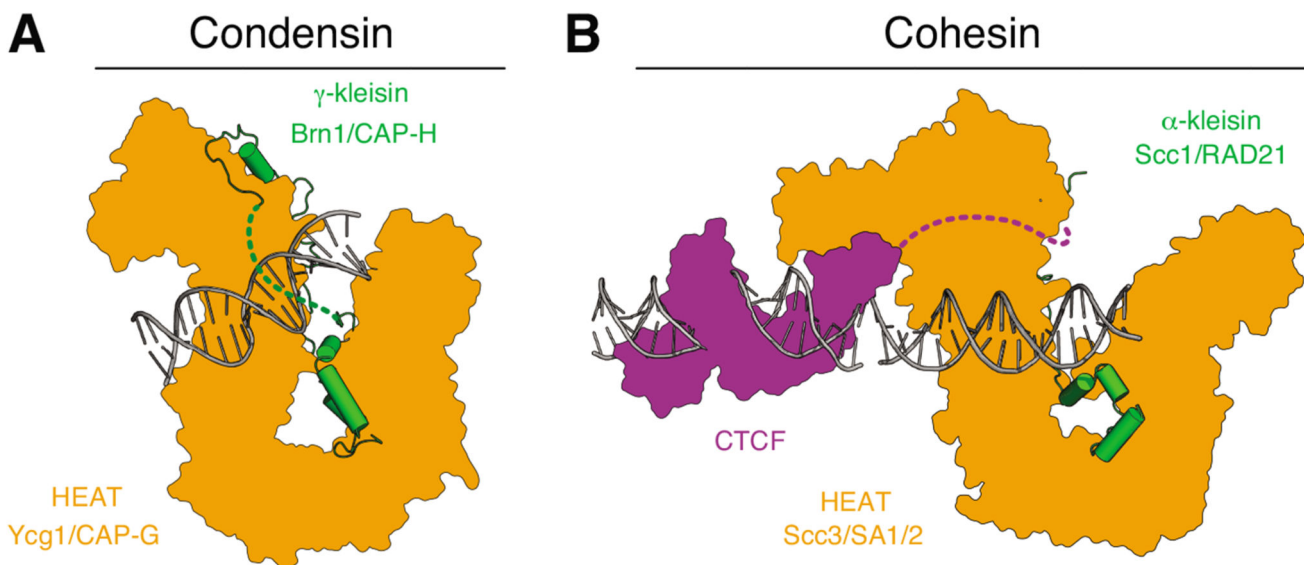 A
Condensin
γ-kleisin
Brn1/CAP-H
HEAT
Ycg1/CAP-G
B
Cohesin
α-kleisin
Scc1/RAD21
CTCF
HEAT
Scc3/SA1/2